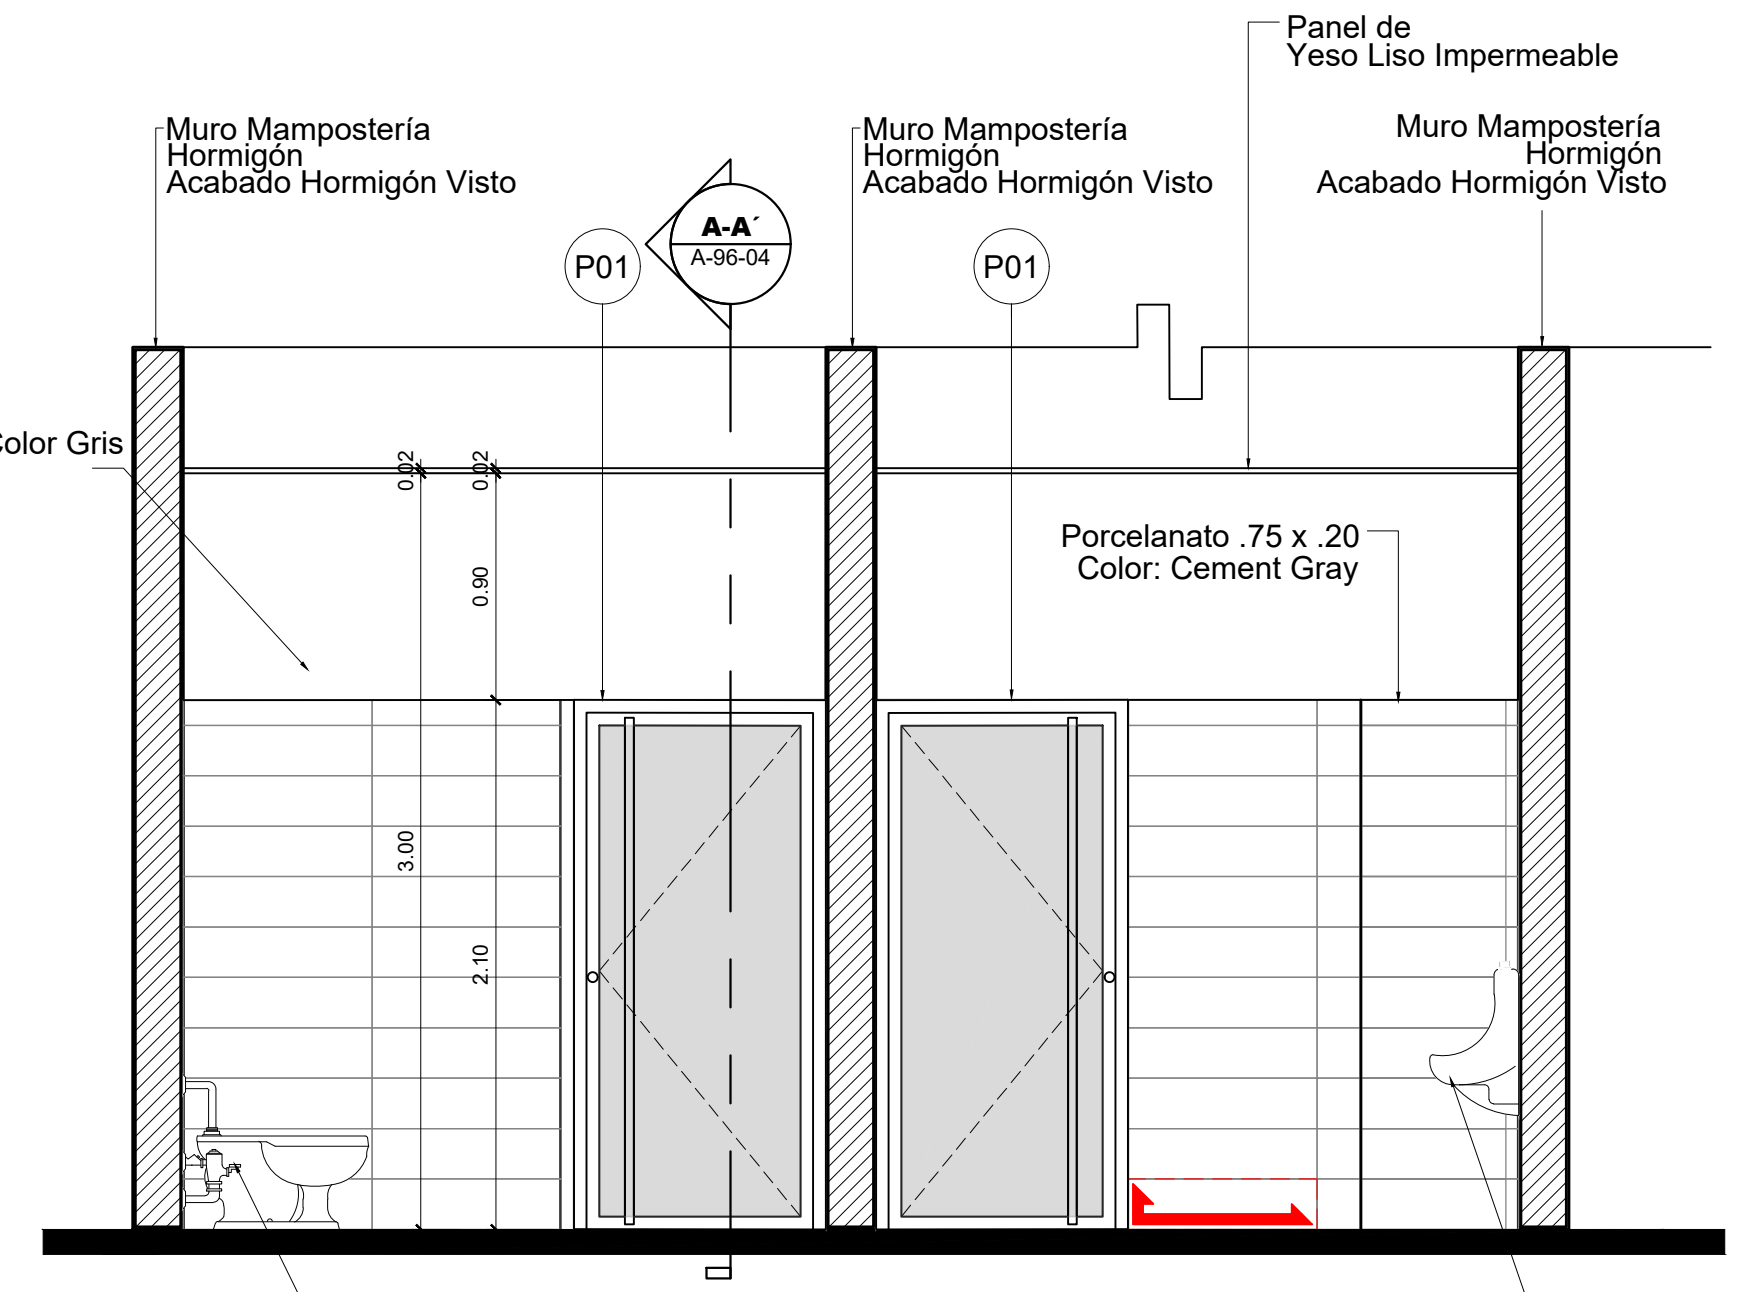 Panel de
Yeso Liso Impermeable
Muro Mampostería
Hormigón
Acabado Hormigón Visto
Muro Mampostería
Hormigón
Acabado Hormigón Visto
Muro Mampostería
Hormigón
Acabado Hormigón Visto
A-A´
A-96-04
P01
P01
Color Gris
0.02
0.02
0.90
Porcelanato .75 x .20
Color: Cement Gray
3.00
2.10